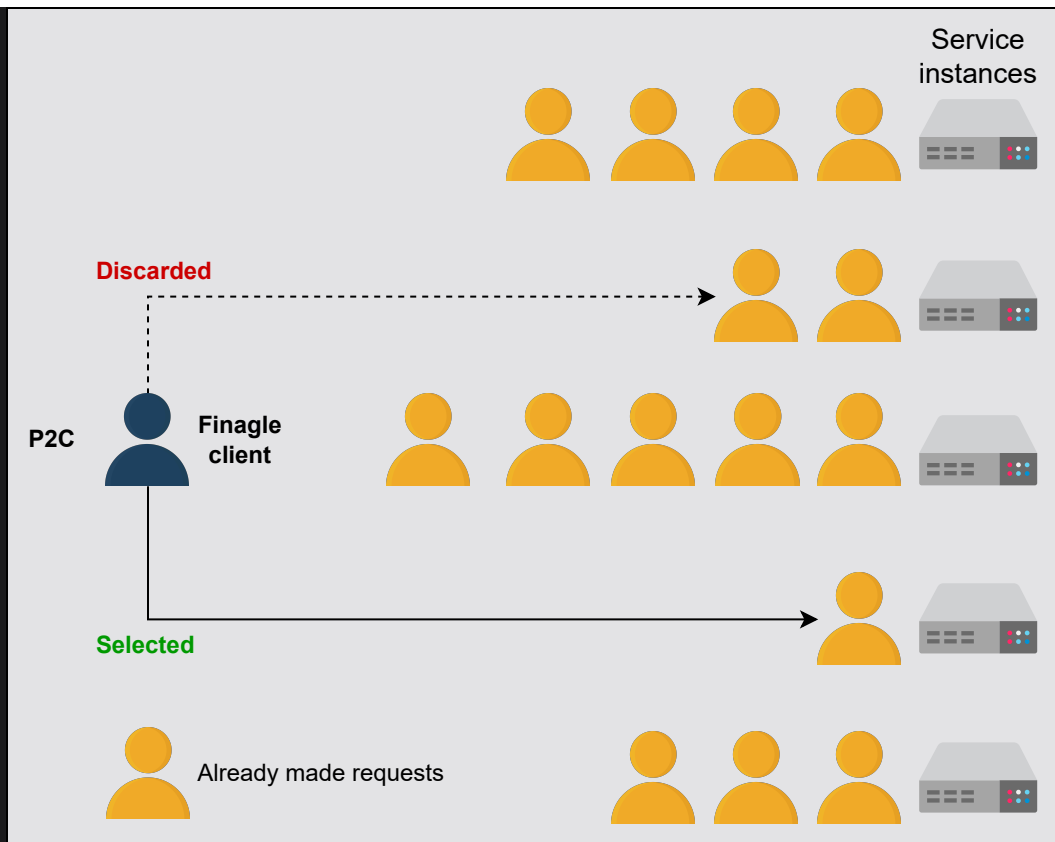 Service
instances
Discarded
P2C
Finagle
client
Selected
Already made requests